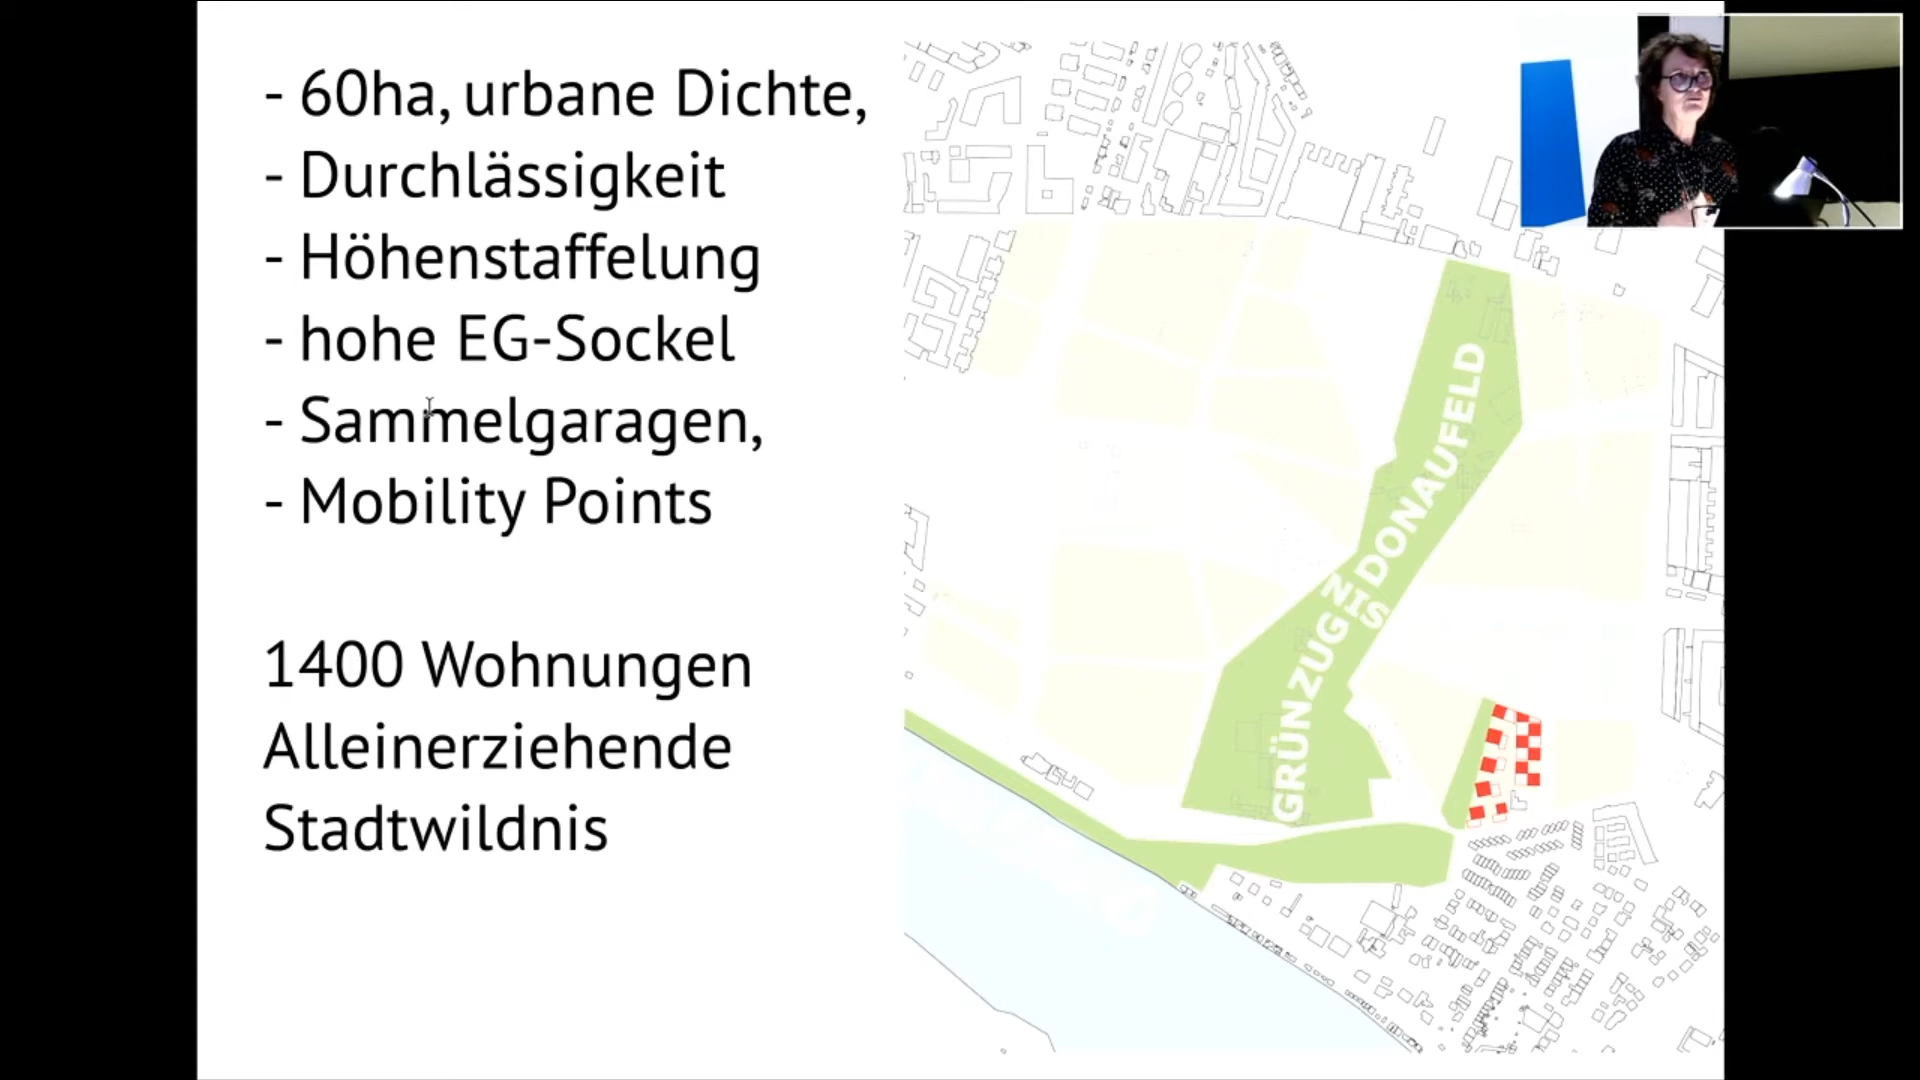 - 60ha, urbane Dichte,
- Durchlässigkeit
- Höhenstaffelung
- hohe EG-Sockel
- Sammelgaragen,
- Mobility Points
1400 Wohnungen
Alleinerziehende
Stadtwildnis
GRÜNZUG DONAUFELD